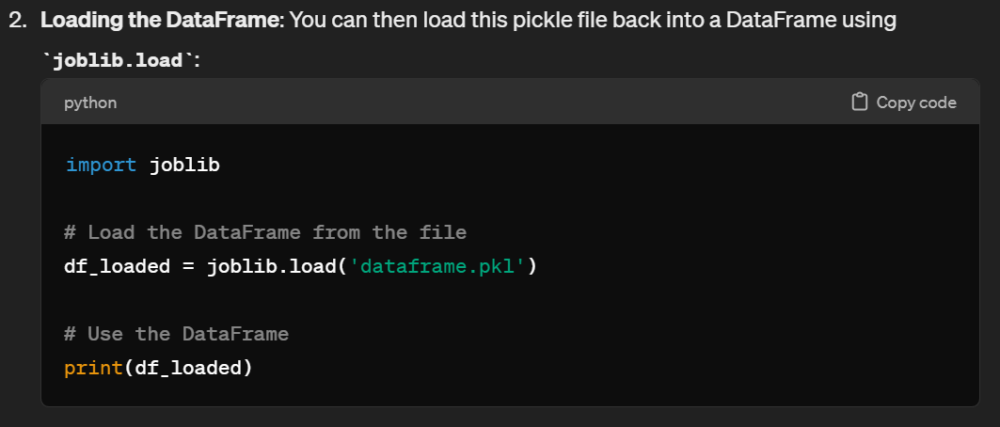 2. Loading the DataFrame: You can then load this pickle file back into a DataFrame using
`joblib.load`:
python Copy code
import joblib
# Load the DataFrame from the file
df_loaded = joblib.load('dataframe.pkl')
# Use the DataFrame
print(df_loaded)